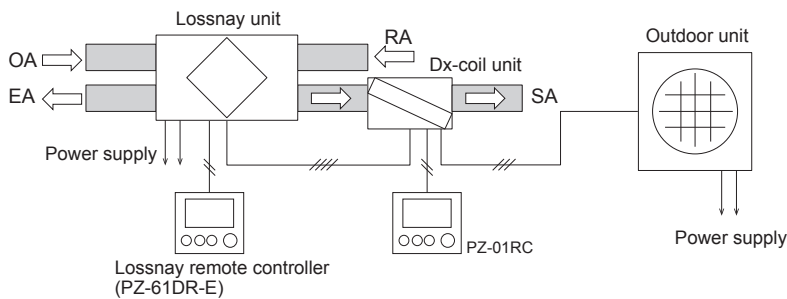 Lossnay unit
OA
RA
Outdoor unit
Dx-coil unit
EA
SA
Power supply
PZ-01RC
Power supply
Lossnay remote controller
(PZ-61DR-E)